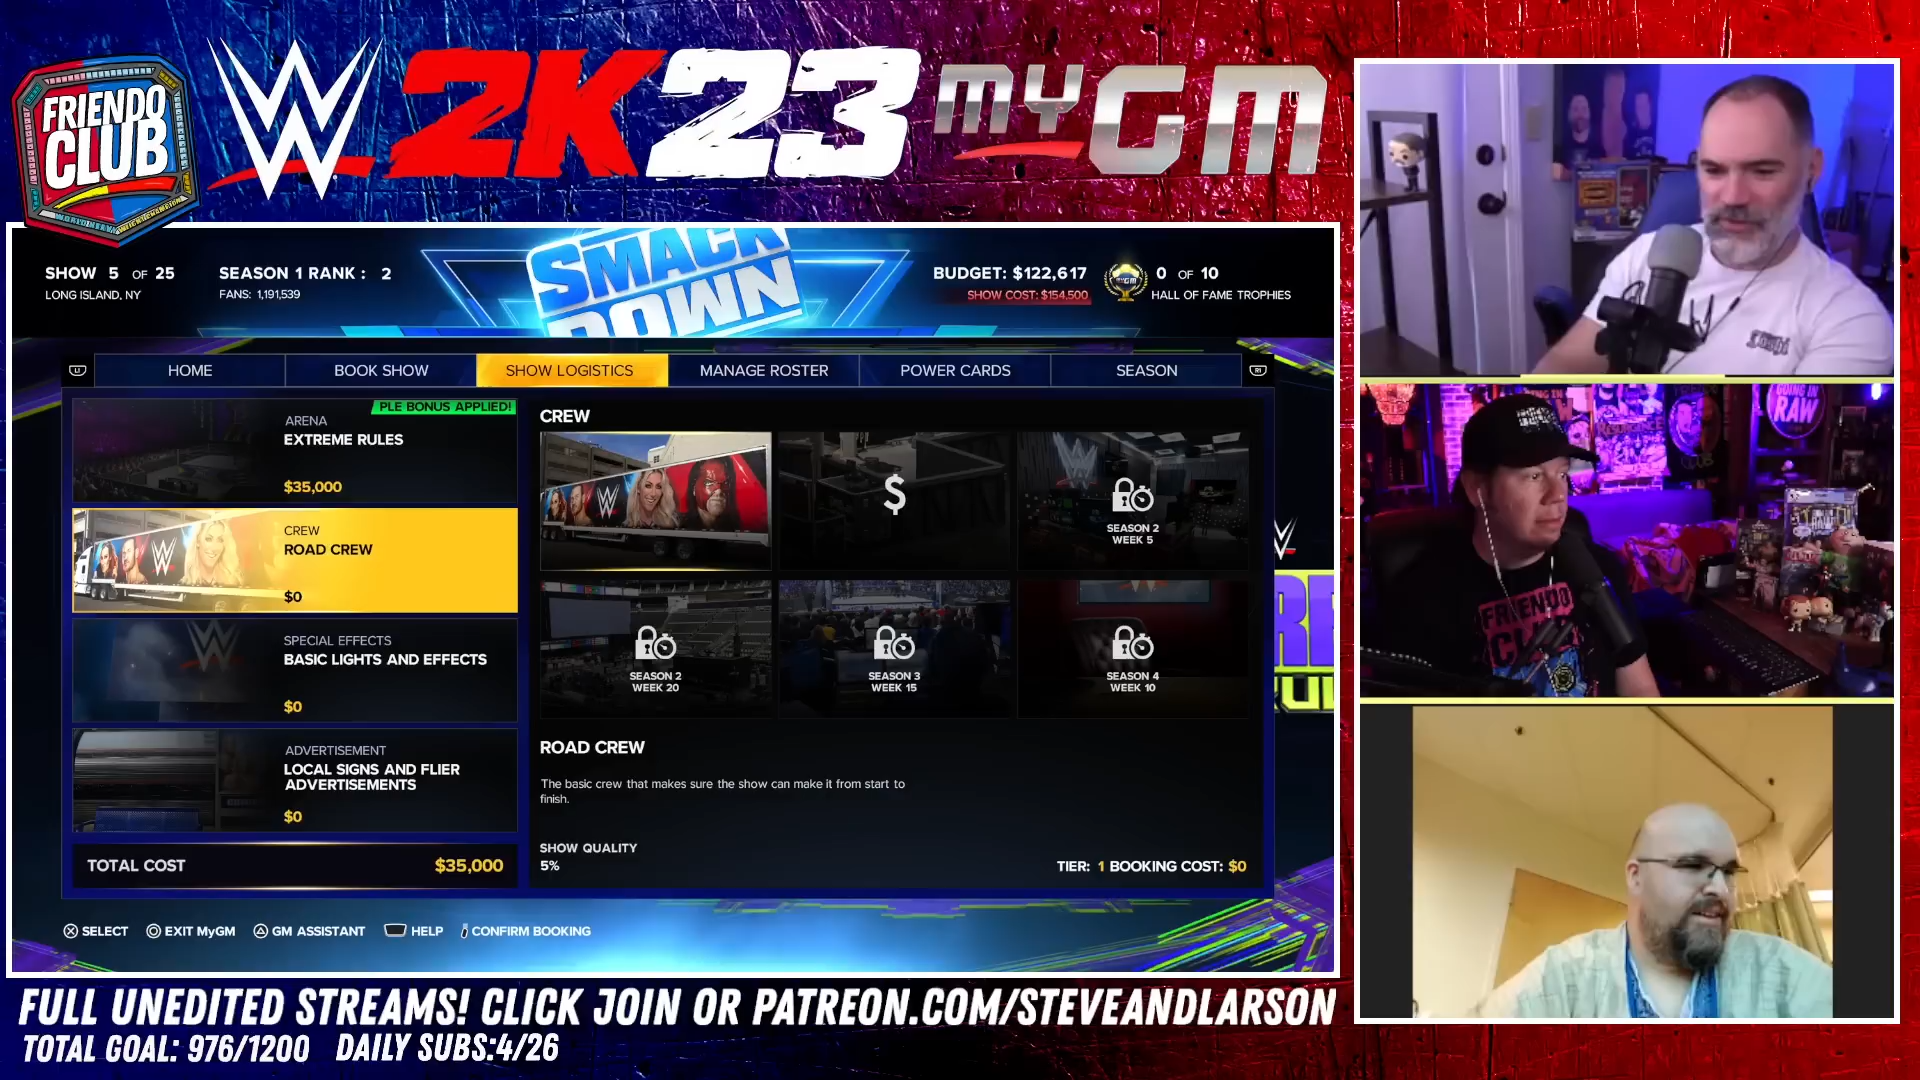 FRIENDO
CLUB
W 2K23 MYGM
SHOW 5 OF 25
LONG ISLAND, NY
SEASON 1 RANK : 2
FANS: 1,191,539
SMACK
DOWN
BUDGET: $122,617
SHOW COST: $154,500
0 OF 10
HALL OF FAME TROPHIES
HOME
BOOK SHOW
SHOW LOGISTICS
MANAGE ROSTER
POWER CARDS
SEASON
PLE BONUS APPLIED!
ARENA
EXTREME RULES
$35,000
CREW
ROAD CREW
$0
SPECIAL EFFECTS
BASIC LIGHTS AND EFFECTS
$0
ADVERTISEMENT
LOCAL SIGNS AND FLIER
ADVERTISEMENTS
$0
TOTAL COST $35,000
CREW
$
SEASON 2
WEEK 5
SEASON 2
WEEK 20
SEASON 3
WEEK 15
SEASON 4
WEEK 10
ROAD CREW
The basic crew that makes sure the show can make it from start to
finish.
SHOW QUALITY
5%
TIER: 1 BOOKING COST: $0
SELECT
EXIT MyGM
GM ASSISTANT
HELP
CONFIRM BOOKING
GOING IN
RAW
FRIENDO
CLUB
FULL UNEDITED STREAMS! CLICK JOIN OR PATREON.COM/STEVEANDLARSON
TOTAL GOAL: 976/1200 DAILY SUBS:4/26